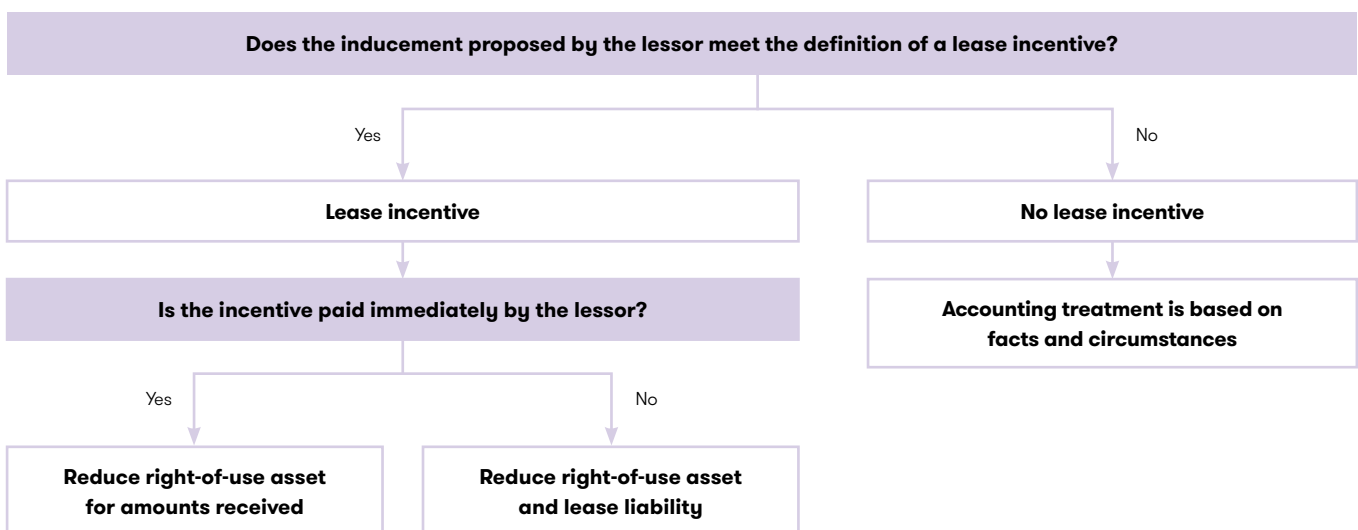 Does the inducement proposed by the lessor meet the definition of a lease incentive?
Yes
No
Lease incentive
No lease incentive
Is the incentive paid immediately by the lessor?
Accounting treatment is based on
facts and circumstances
Yes
No
Reduce right-of-use asset
for amounts received
Reduce right-of-use asset
and lease liability